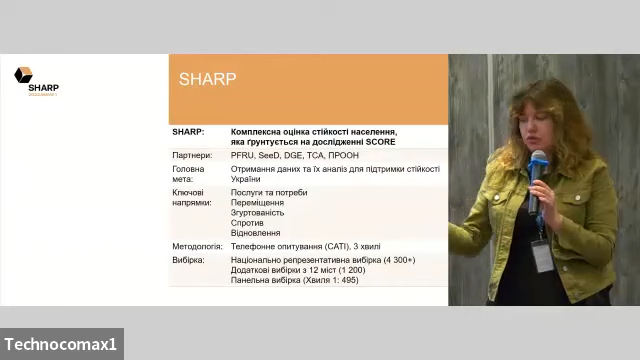 SHARP
SHARP
SHARP:
Комплексна оцінка стійкості населення,
яка ґрунтується на дослідженні SCORE
Партнери:
PFRU, SeeD, DGE, TCA, ПРООН
Головна
мета:
Отримання даних та їх аналіз для підтримки стійкості
України
Ключові
напрямки:
Послуги та потреби
Переміщення
Згуртованість
Спротив
Відновлення
Методологія:
Телефонне опитування (CATI), 3 хвилі
Вибірка:
Національно репрезентативна вибірка (4 300+)
Додаткові вибірки з 12 міст (1 200)
Панельна вибірка (Хвиля 1: 495)
Technocomax1